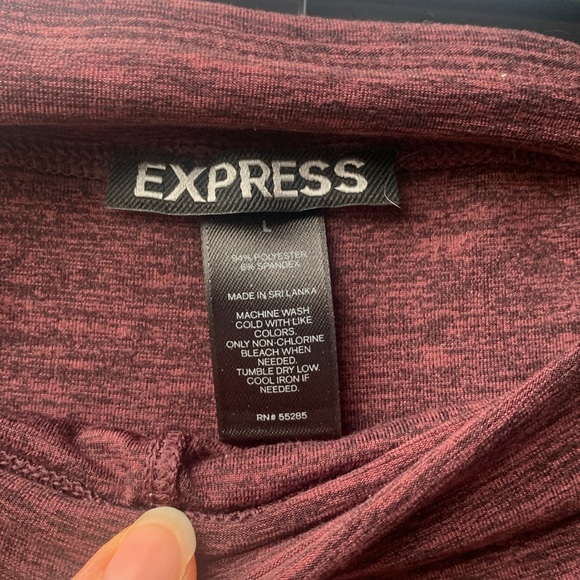 EXPRESS
L
94% POLYESTER
6% SPANDEX
MADE IN SRI LANKA
MACHINE WASH
COLD WITH LIKE
COLORS.
ONLY NON-CHLORINE
BLEACH WHEN
NEEDED.
TUMBLE DRY LOW.
COOL IRON IF
NEEDED.
RN# 55285